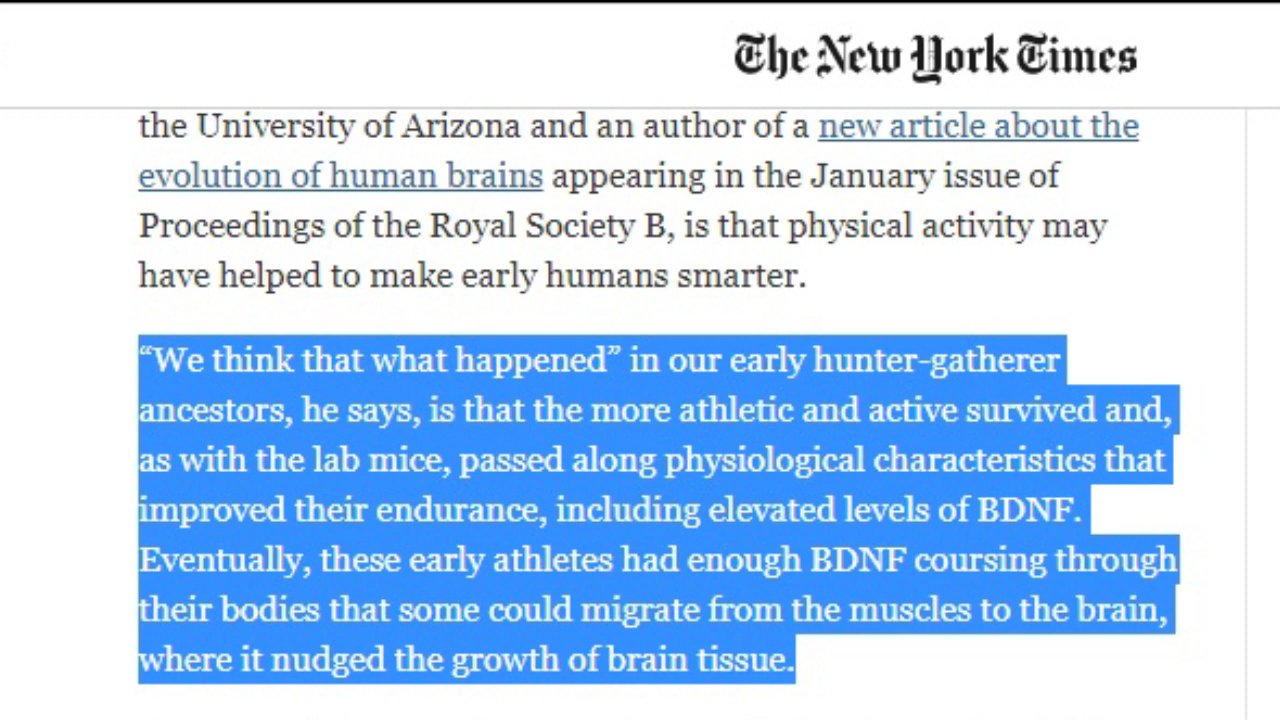 The New York Times
the University of Arizona and an author of a new article about the
evolution of human brains appearing in the January issue of
Proceedings of the Royal Society B, is that physical activity may
have helped to make early humans smarter.
“We think that what happened” in our early hunter-gatherer
ancestors, he says, is that the more athletic and active survived and,
as with the lab mice, passed along physiological characteristics that
improved their endurance, including elevated levels of BDNF.
Eventually, these early athletes had enough BDNF coursing through
their bodies that some could migrate from the muscles to the brain,
where it nudged the growth of brain tissue.